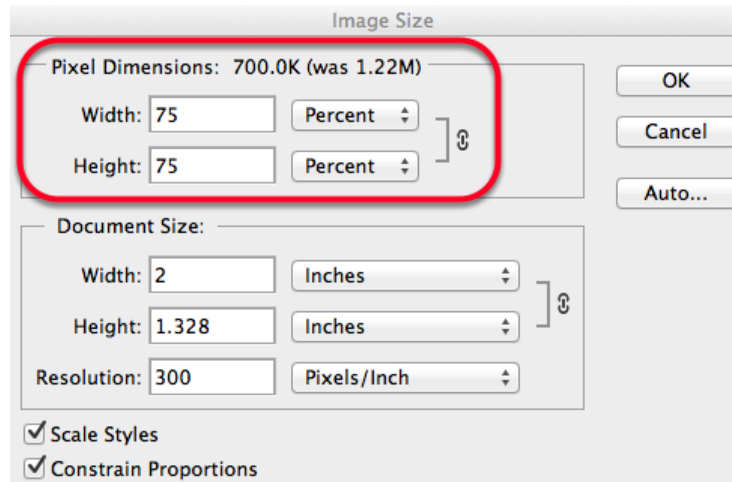 Image Size
Pixel Dimensions: 700.0K (was 1.22M)
OK
Width: 75 Percent
Cancel
Height: 75 Percent
Auto...
Document Size:
Width: 2 Inches
Height: 1.328 Inches
Resolution: 300 Pixels/Inch
Scale Styles
Constrain Proportions